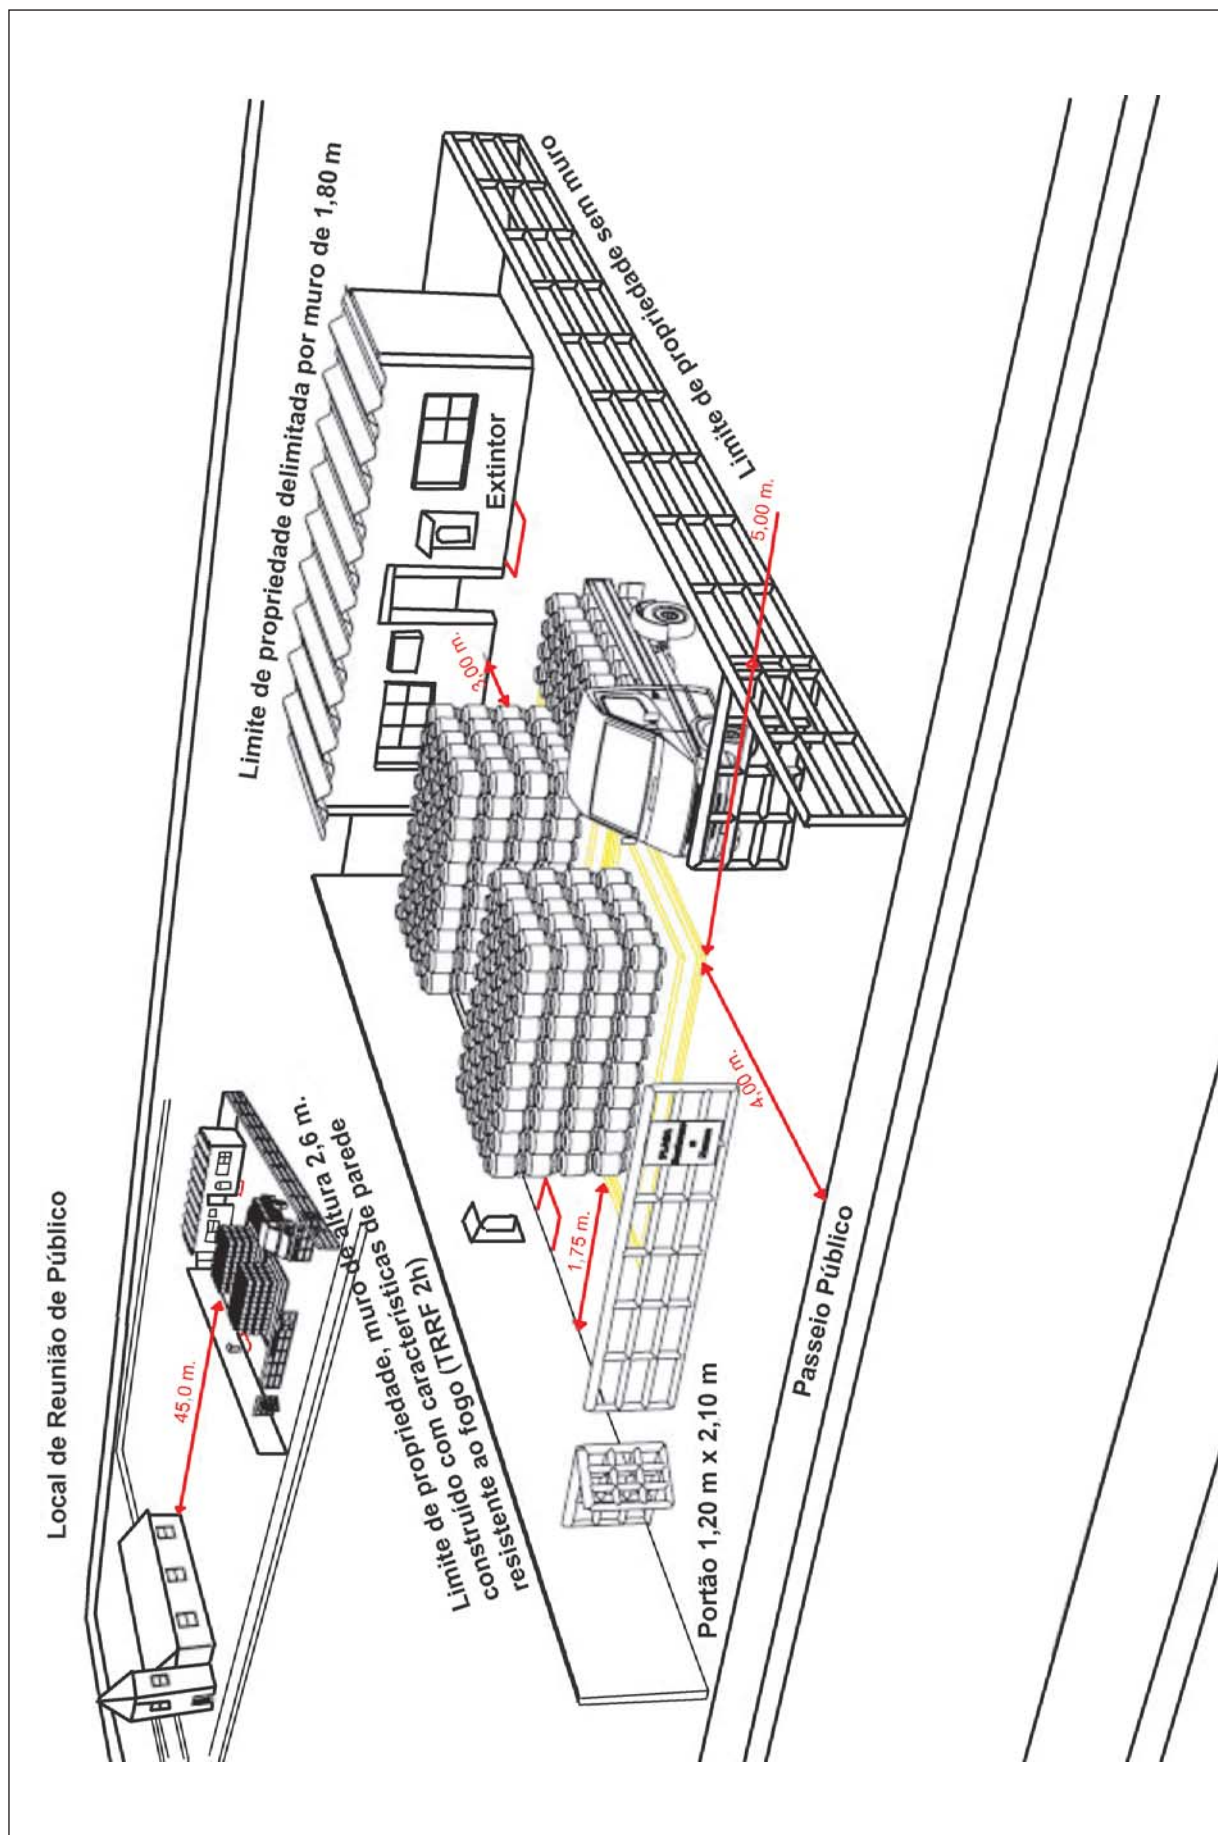 Local de Reunião de Público
45,0 m.
Limite de propriedade delimitada por muro de 1,80 m
Limite de propriedade, muro de altura 2,6 m.
construido com características de parede
resistente ao fogo (TRRF 2h)
Extintor
3,00 m.
Limite de propriedade sem muro
5,00 m.
1,75 m.
PLACA
4,00 m.
Portão 1,20 m x 2,10 m
Passeio Público